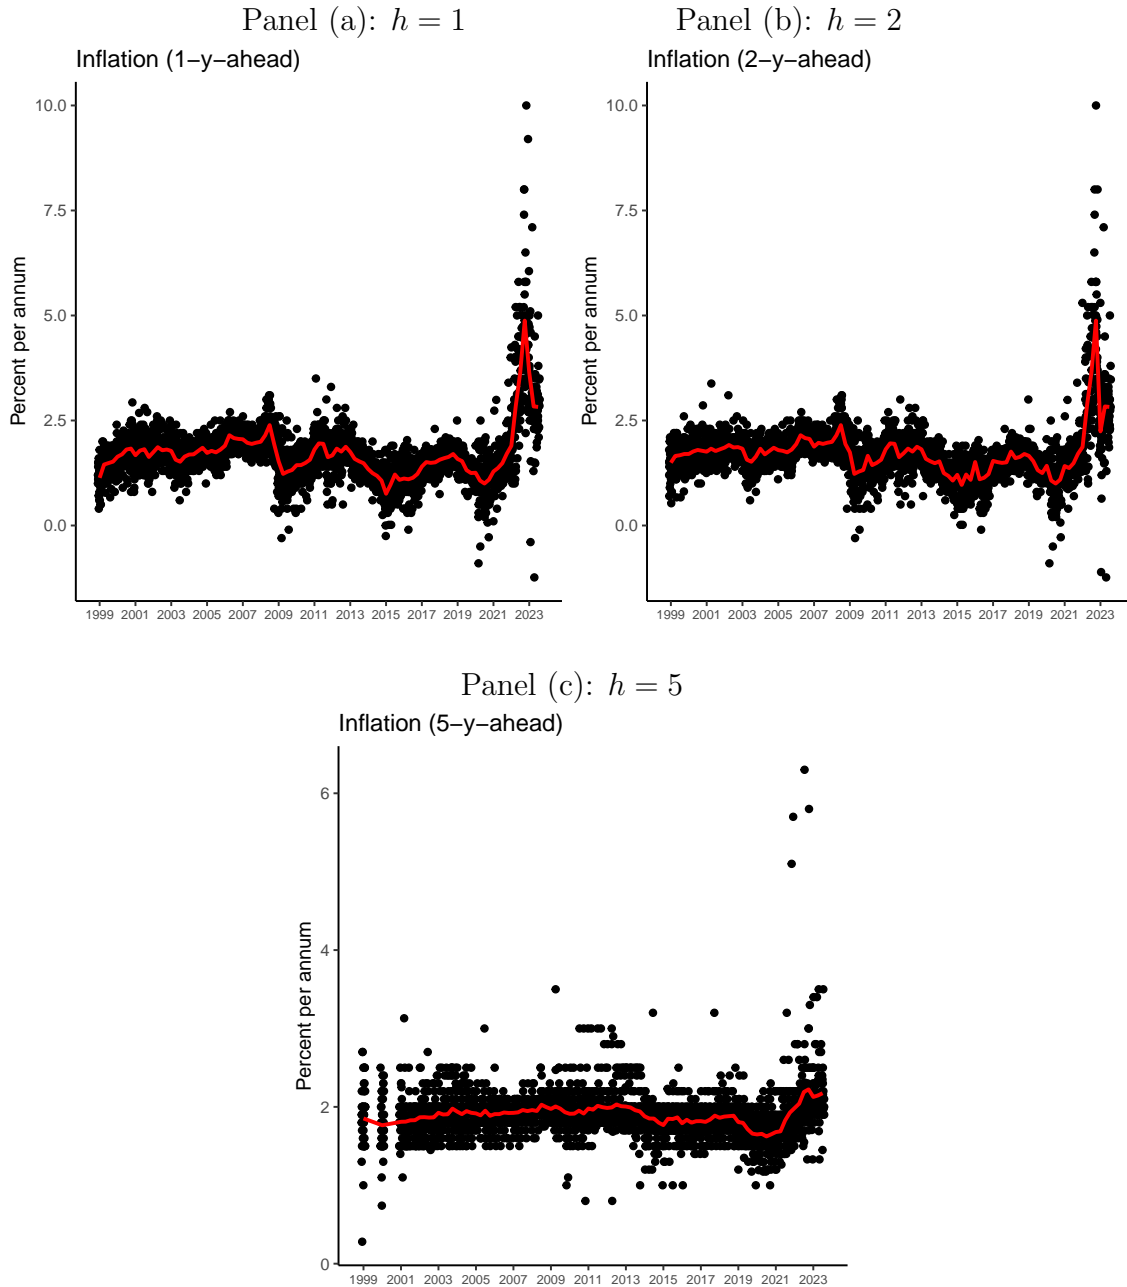 Panel (a): h = 1
Inflation (1−y−ahead)
Percent per annum
10.0
7.5
5.0
2.5
0.0
1999 2001 2003 2005 2007 2009 2011 2013 2015 2017 2019 2021 2023
Panel (b): h = 2
Inflation (2−y−ahead)
Percent per annum
10.0
7.5
5.0
2.5
0.0
1999 2001 2003 2005 2007 2009 2011 2013 2015 2017 2019 2021 2023
Panel (c): h = 5
Inflation (5−y−ahead)
Percent per annum
6
4
2
0
1999 2001 2003 2005 2007 2009 2011 2013 2015 2017 2019 2021 2023